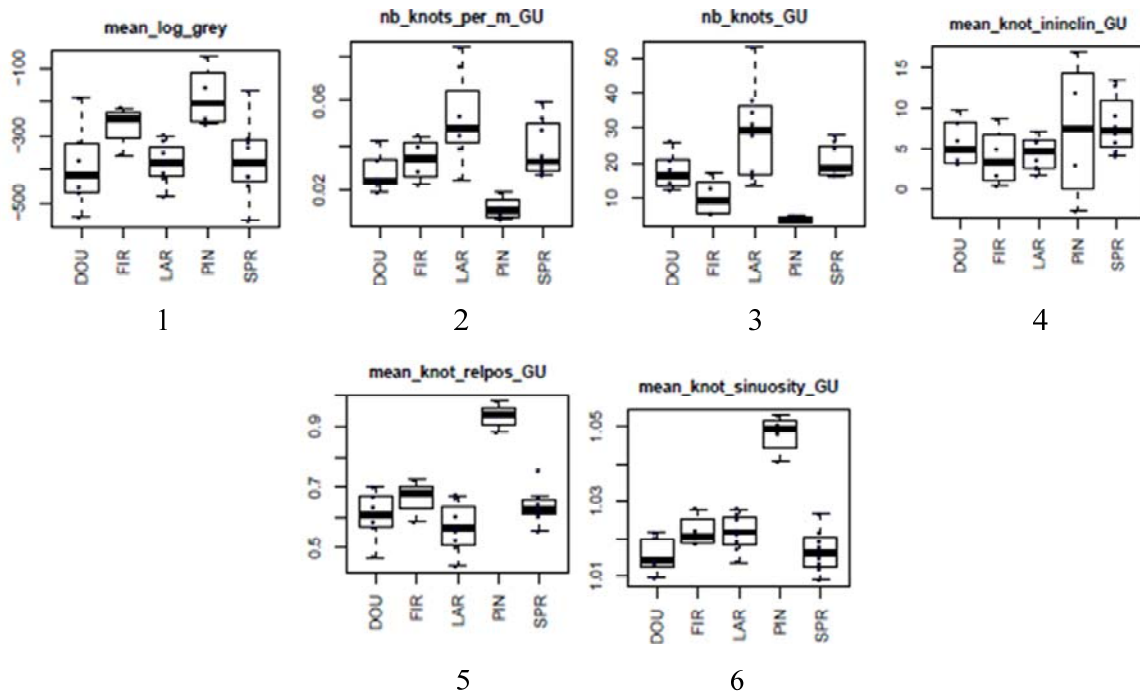 mean_log_grey
-100
-300
-500
DOU
FIR
LAR
PIN
SPR
1
nb_knots_per_m_GU
0.06
0.02
DOU
FIR
LAR
PIN
SPR
2
nb_knots_GU
50
40
30
20
10
DOU
FIR
LAR
PIN
SPR
3
mean_knot_ininclin_GU
15
10
5
0
DOU
FIR
LAR
PIN
SPR
4
mean_knot_relpos_GU
0.9
0.7
0.5
DOU
FIR
LAR
PIN
SPR
5
mean_knot_sinuosity_GU
1.05
1.03
1.01
DOU
FIR
LAR
PIN
SPR
6